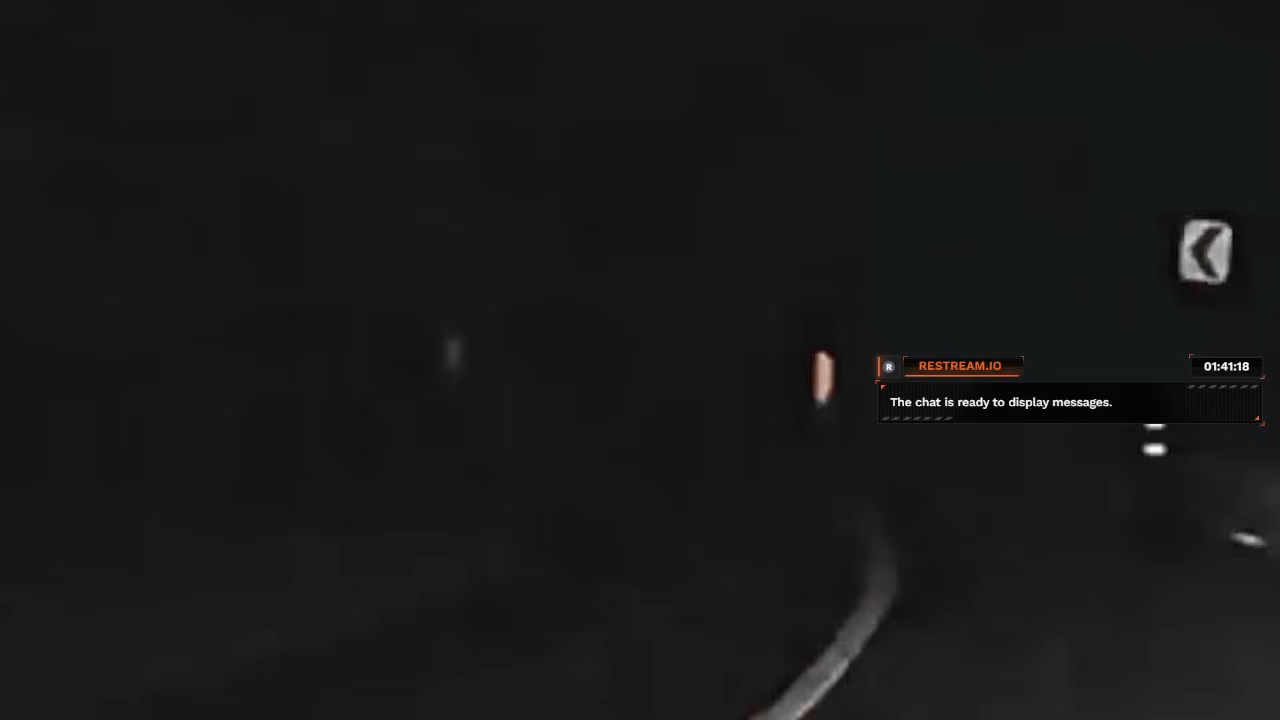 R RESTREAM.IO 01:41:18
The chat is ready to display messages.